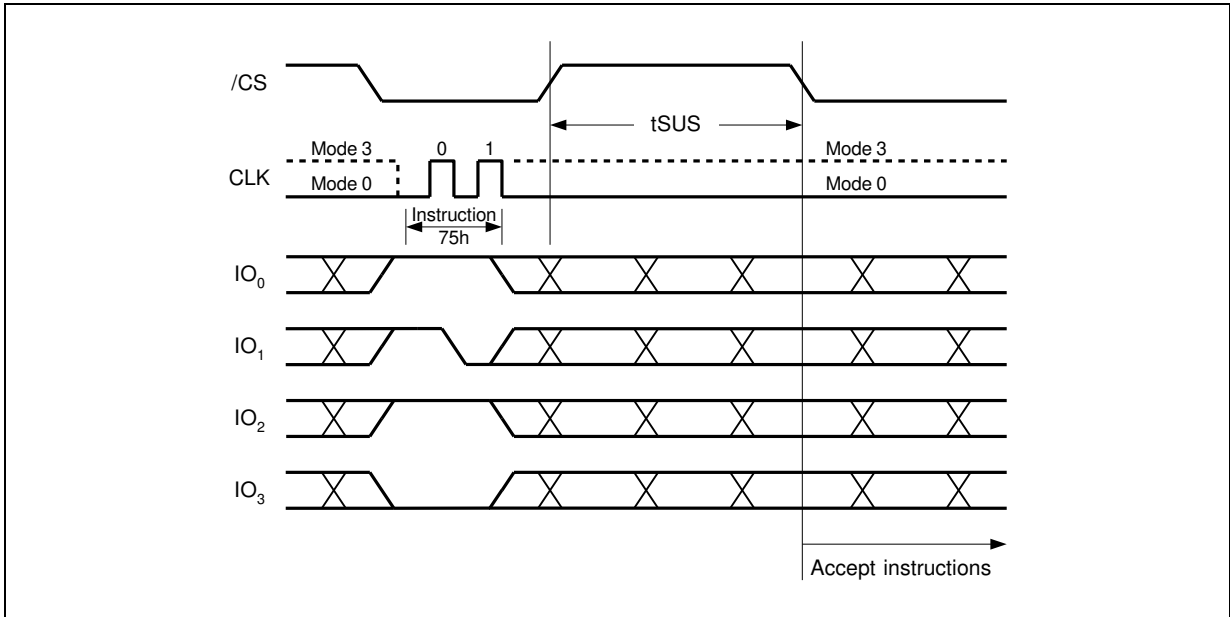 /CS
tSUS
Mode 3 0 1 Mode 3
CLK
Mode 0 Mode 0
Instruction
75h
IO0
IO1
IO2
IO3
Accept instructions